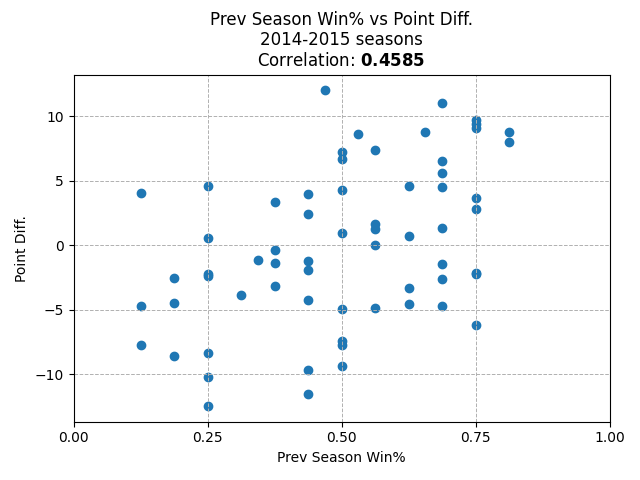 Prev Season Win% vs Point Diff.
2014-2015 seasons
Correlation: 0.4585
10
5
0
−5
−10
Point Diff.
0.00 0.25 0.50 0.75 1.00
Prev Season Win%